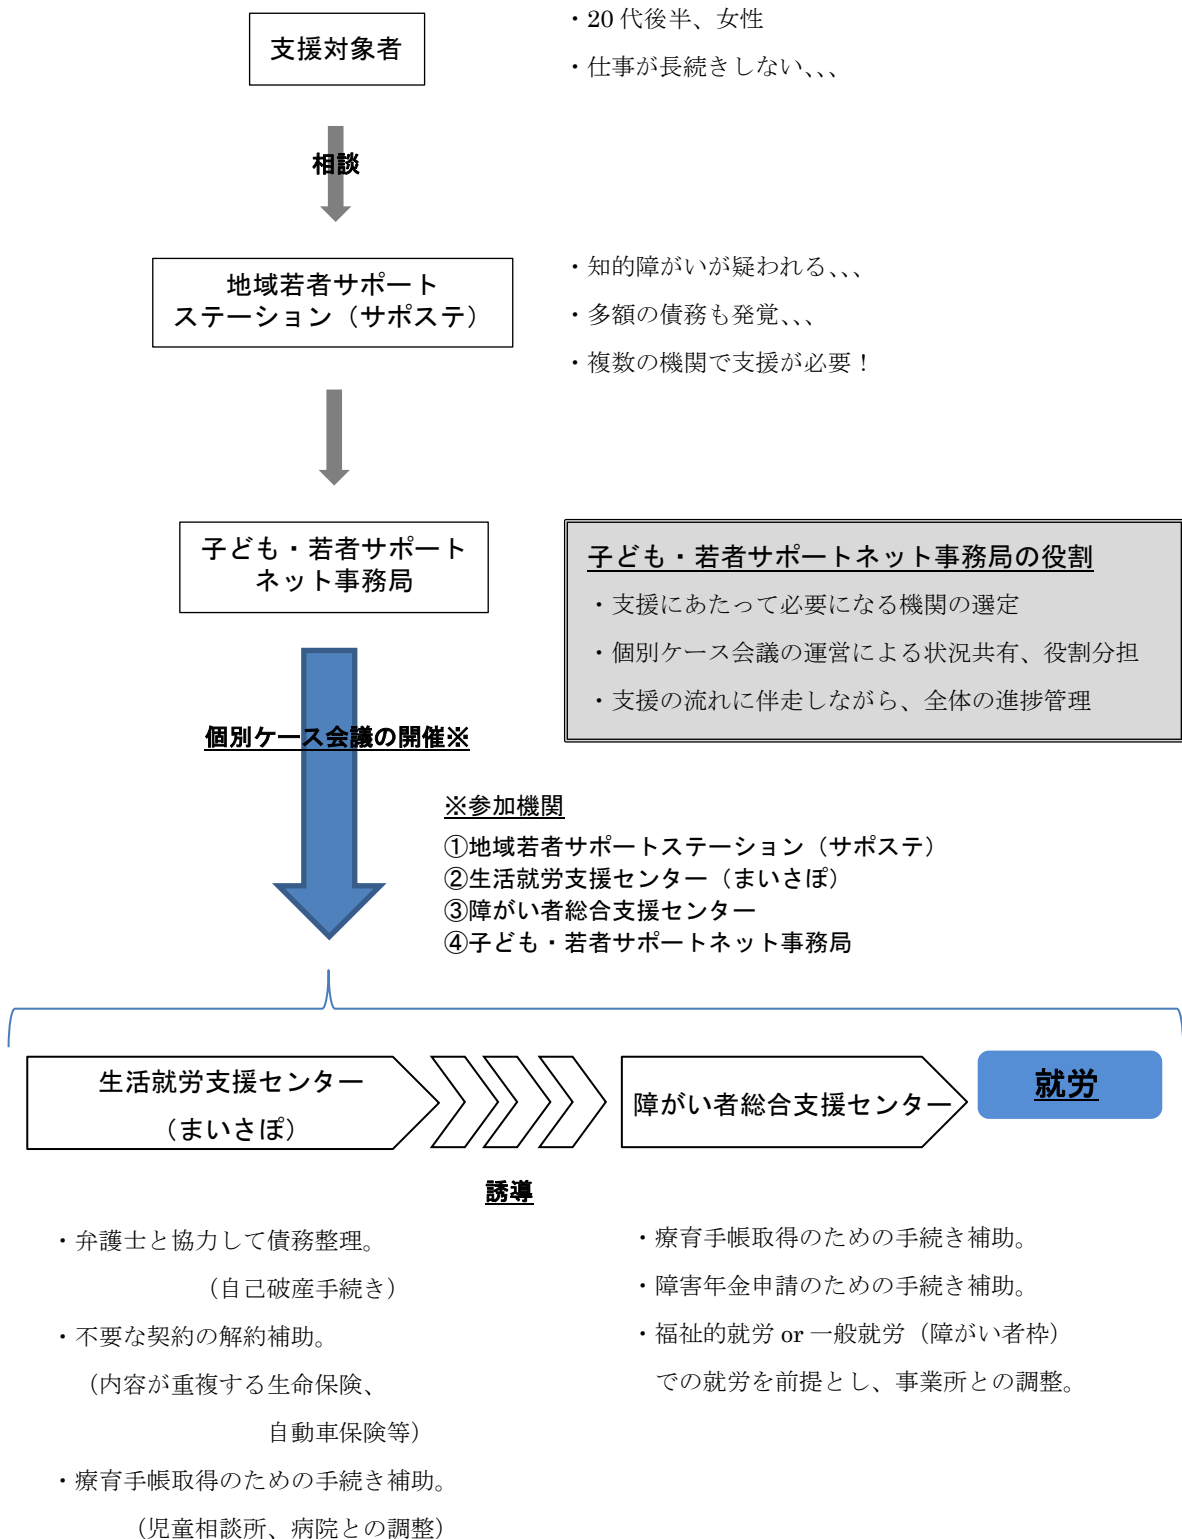 支援対象者
・20代後半、女性
・仕事が長続きしない、、、
相談
地域若者サポート
ステーション（サポステ）
・知的障がいが疑われる、、、
・多額の債務も発覚、、、
・複数の機関で支援が必要！
子ども・若者サポート
ネット事務局
子ども・若者サポートネット事務局の役割
・支援にあたって必要になる機関の選定
・個別ケース会議の運営による状況共有、役割分担
・支援の流れに伴走しながら、全体の進捗管理
個別ケース会議の開催※
※参加機関
①地域若者サポートステーション（サポステ）
②生活就労支援センター（まいさぽ）
③障がい者総合支援センター
④子ども・若者サポートネット事務局
生活就労支援センター
（まいさぽ）
障がい者総合支援センター
就労
誘導
・弁護士と協力して債務整理。
（自己破産手続き）
・不要な契約の解約補助。
（内容が重複する生命保険、
自動車保険等）
・療育手帳取得のための手続き補助。
（児童相談所、病院との調整）
・療育手帳取得のための手続き補助。
・障害年金申請のための手続き補助。
・福祉的就労 or 一般就労（障がい者枠）
での就労を前提とし、事業所との調整。